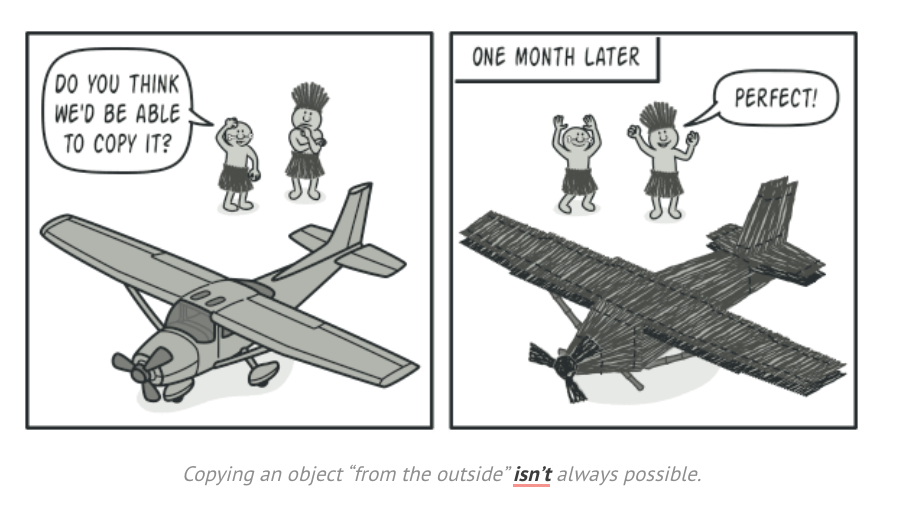 DO YOU THINK
WE'D BE ABLE
TO COPY IT?
ONE MONTH LATER
PERFECT!
Copying an object “from the outside” isn’t always possible.